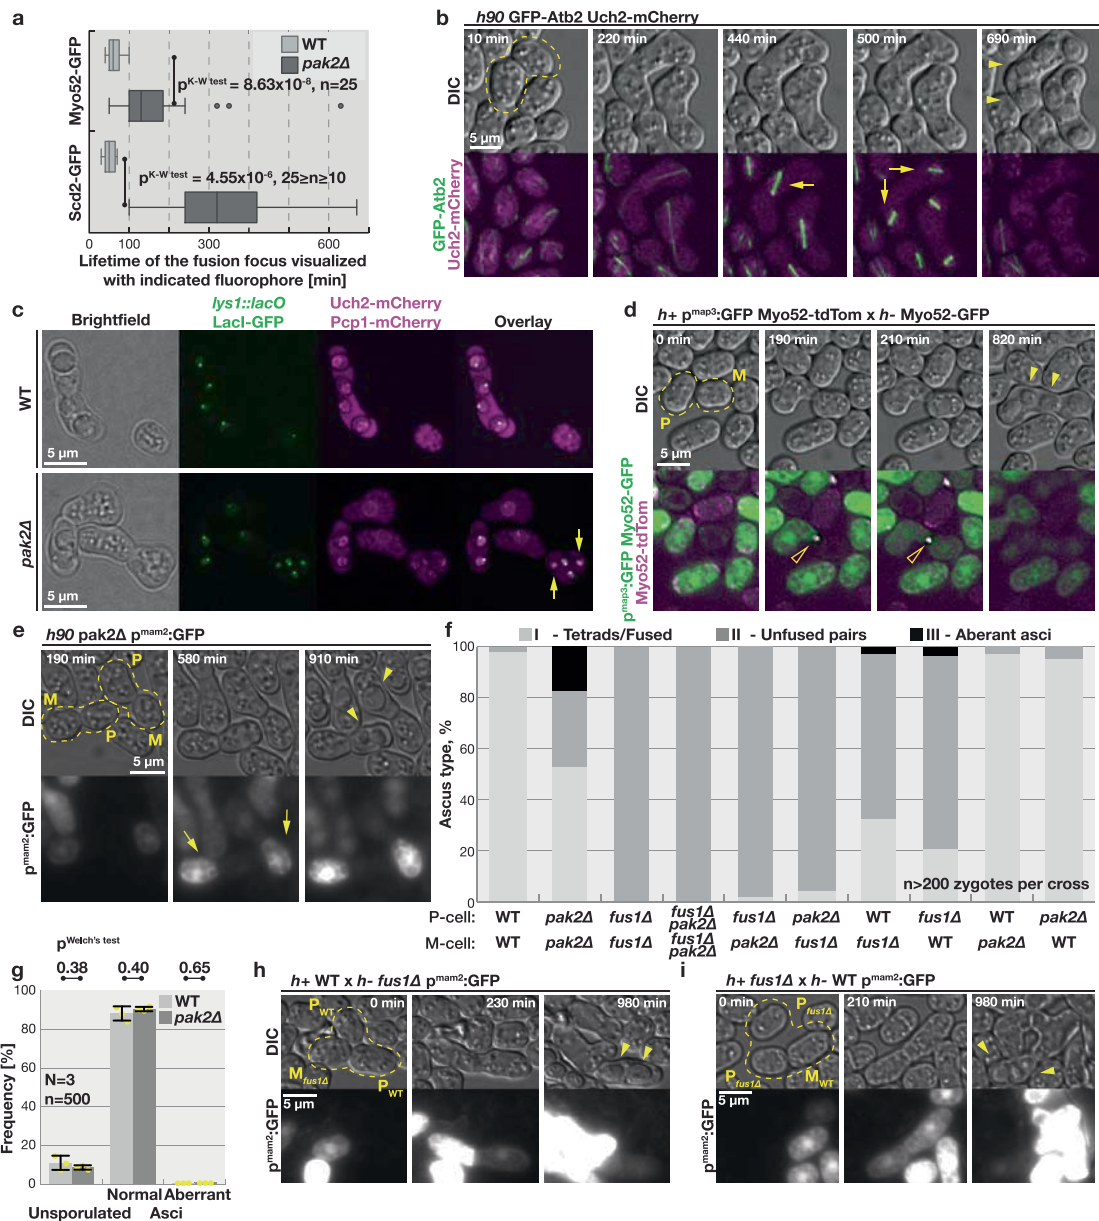 a
Myo52-GFP
Scd2-GFP
WT
pak2Δ
pK-W test = 8.63x10-8, n=25
pK-W test = 4.55x10-6, 25≥n≥10
0 100 300 600
Lifetime of the fusion focus visualized
with indicated fluorophore [min]
b
h90 GFP-Atb2 Uch2-mCherry
DIC
10 min
220 min
440 min
500 min
690 min
5 µm
GFP-Atb2
Uch2-mCherry
c
Brightfield
lys1::lacO
LacI-GFP
Uch2-mCherry
Pcp1-mCherry
Overlay
WT
5 µm
pak2Δ
5 µm
d
h+ pmap3:GFP Myo52-tdTom x h- Myo52-GFP
DIC
0 min
190 min
210 min
820 min
M
P
5 µm
pmap3:GFP Myo52-GFP
Myo52-tdTom
e
h90 pak2Δ pmam2:GFP
DIC
190 min
580 min
910 min
P
M
P
M
5 µm
pmam2:GFP
f
I - Tetrads/Fused
II - Unfused pairs
III - Aberant asci
Ascus type, %
100
80
60
40
20
0
n>200 zygotes per cross
P-cell: WT pak2Δ fus1Δ fus1Δ pak2Δ fus1Δ pak2Δ WT fus1Δ WT pak2Δ
M-cell: WT pak2Δ fus1Δ fus1Δ pak2Δ pak2Δ fus1Δ fus1Δ WT pak2Δ WT
g
pWelch's test
0.38 0.40 0.65
Frequency [%]
100
80
60
40
20
0
WT
pak2Δ
N=3
n=500
Normal Aberrant
Unsporulated Asci
h
h+ WT x h- fus1Δ pmam2:GFP
DIC
0 min
230 min
980 min
PWT
Mfus1Δ
PWT
5 µm
pmam2:GFP
i
h+ fus1Δ x h- WT pmam2:GFP
0 min
210 min
980 min
Pfus1Δ
Pfus1Δ
MWT
5 µm
pmam2:GFP